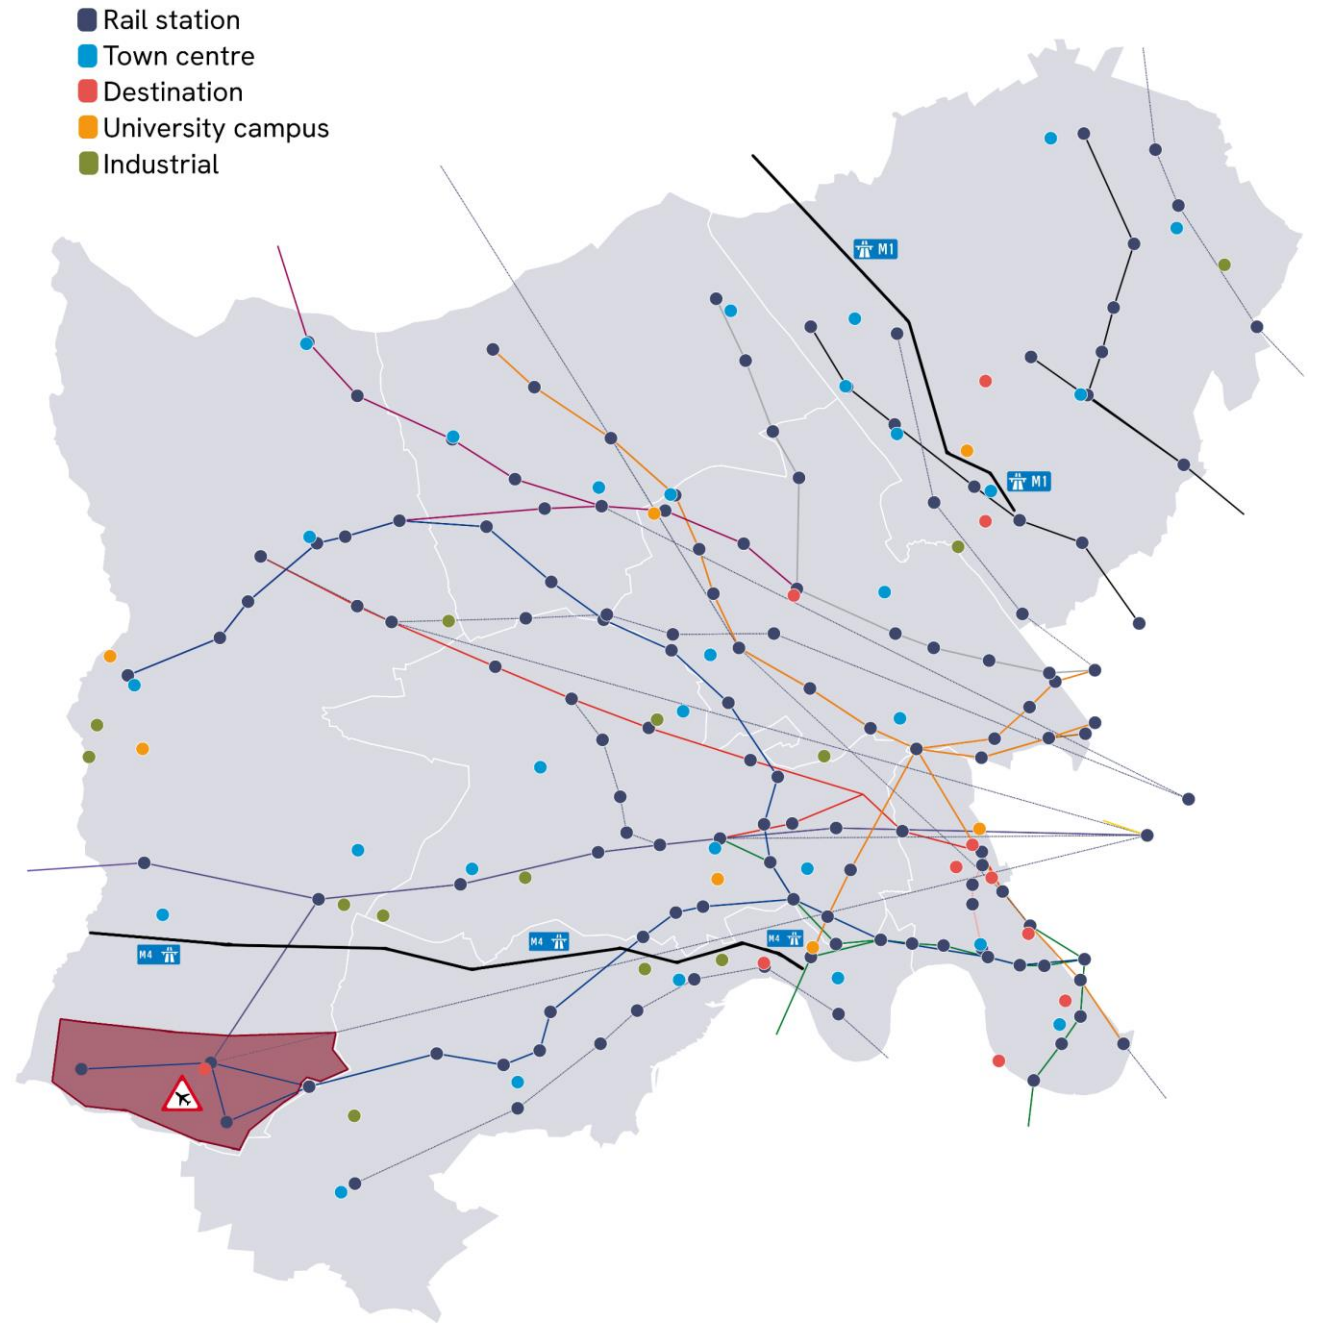 Rail station
Town centre
Destination
University campus
Industrial
M1
M1
M4
M4
M4